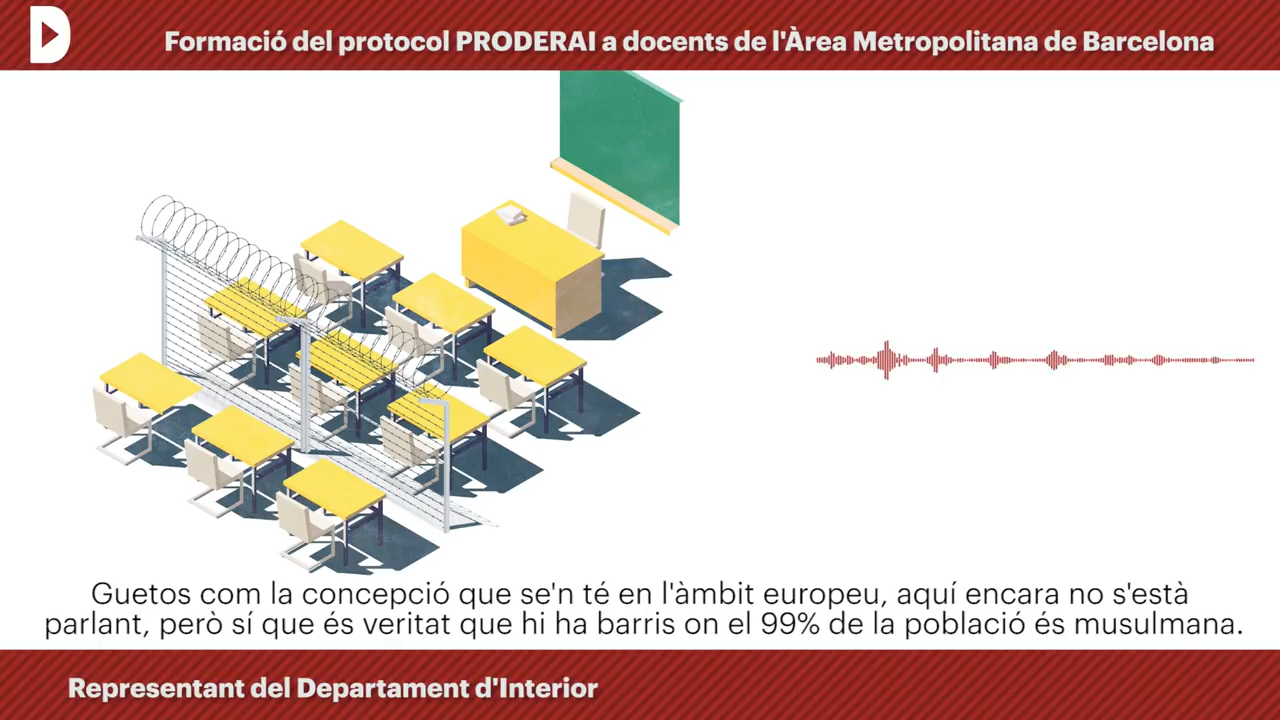 Formació del protocol PRODERAI a docents de l'Àrea Metropolitana de Barcelona
Guetos com la concepció que se'n té en l'àmbit europeu, aquí encara no s'està
parlant, però sí que és veritat que hi ha barris on el 99% de la població és musulmana.
Representant del Departament d'Interior